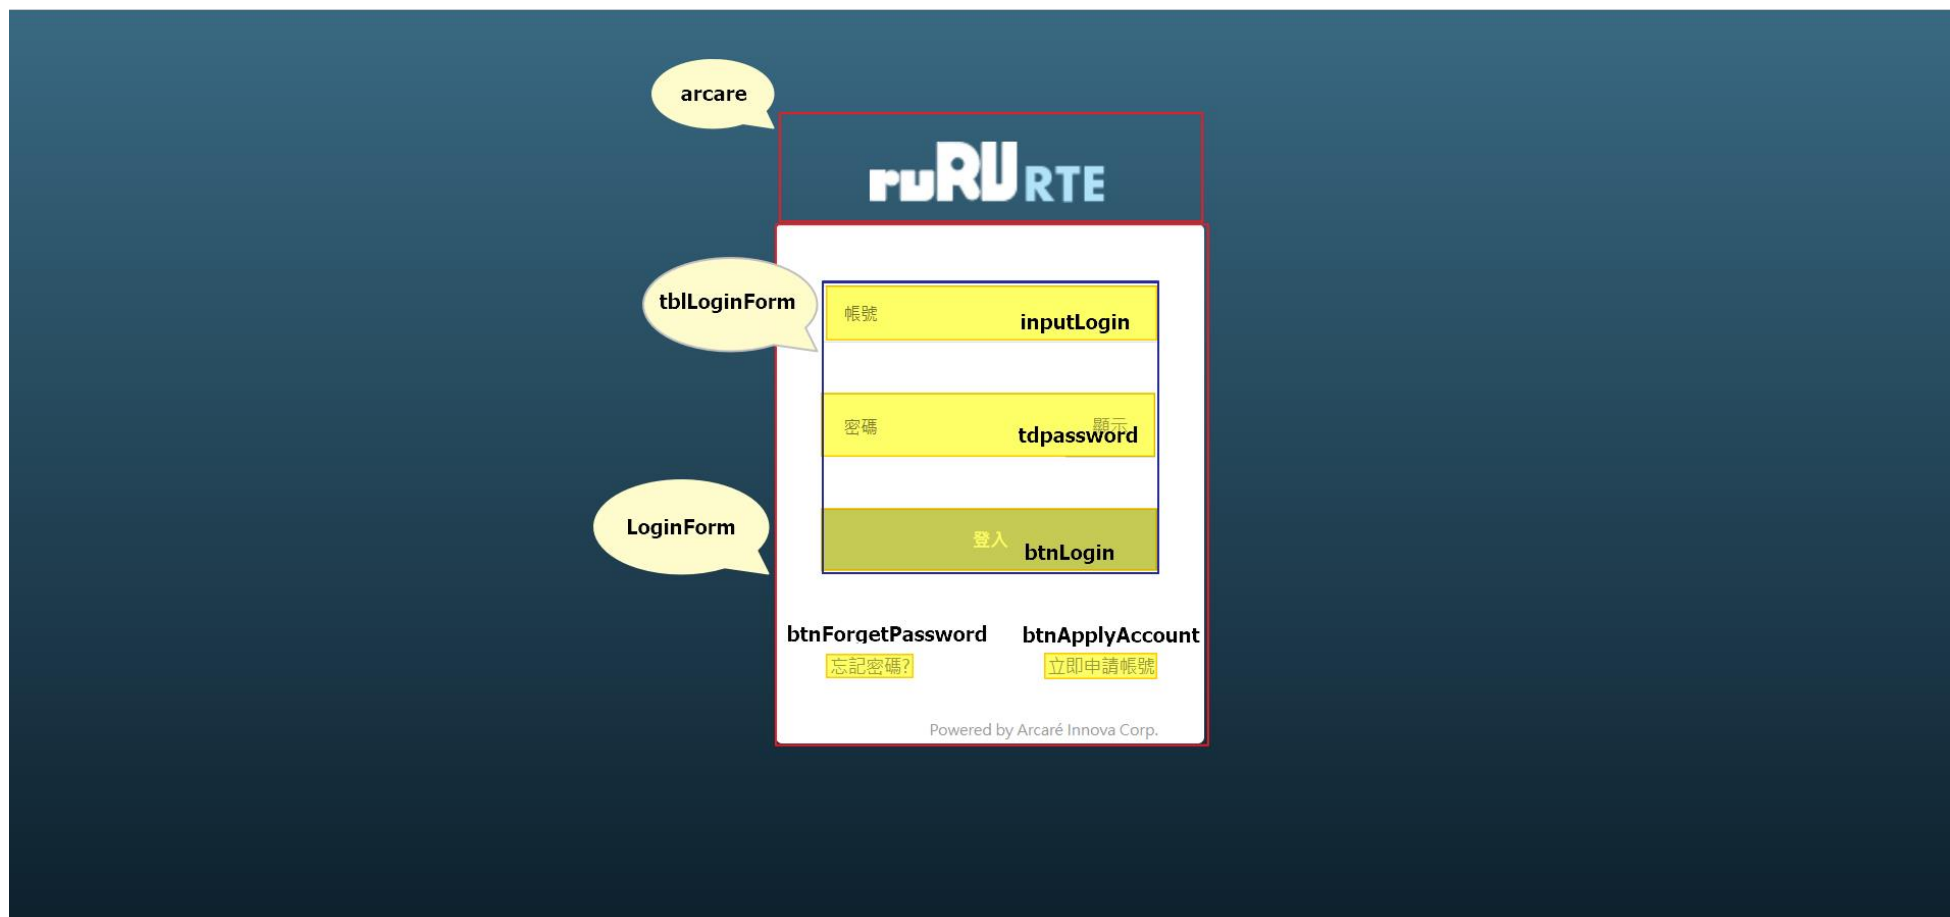 arcare
ruRU RTE
tblLoginForm
帳號 inputLogin
密碼 顯示 tdpassword
LoginForm
登入 btnLogin
btnForgetPassword btnApplyAccount
忘記密碼? 立即申請帳號
Powered by Arcaré Innova Corp.